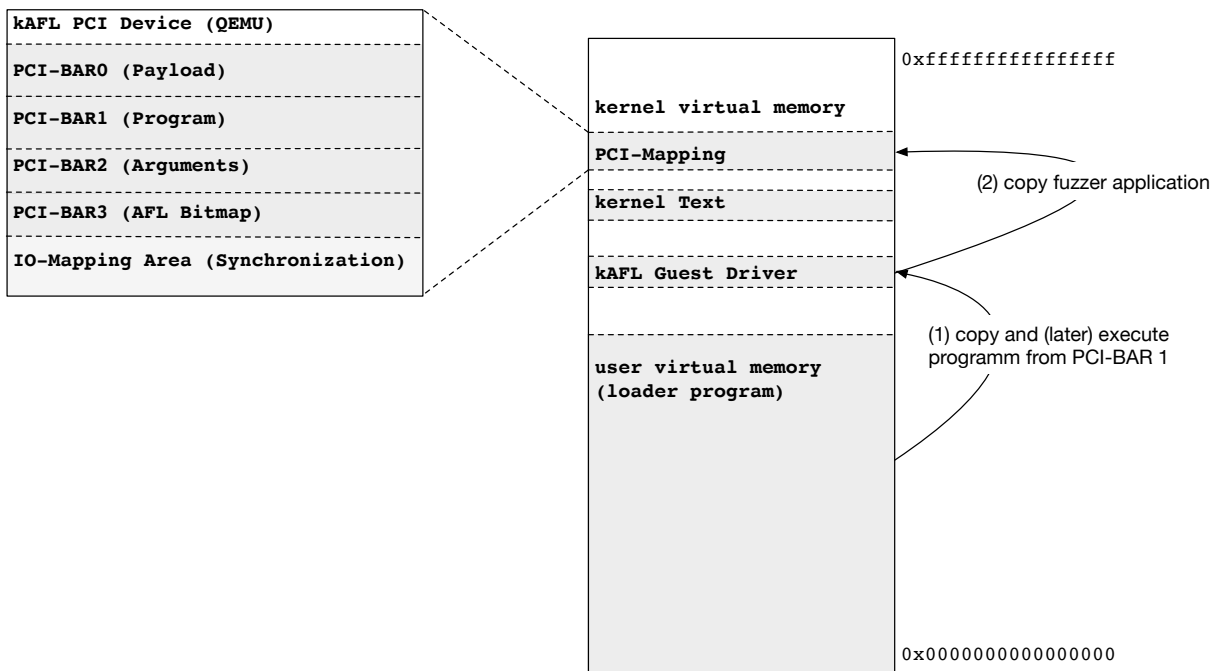 kAFL PCI Device (QEMU)
PCI-BAR0 (Payload)
PCI-BAR1 (Program)
PCI-BAR2 (Arguments)
PCI-BAR3 (AFL Bitmap)
IO-Mapping Area (Synchronization)
0xffffffffffffffff
kernel virtual memory
PCI-Mapping
(2) copy fuzzer application
kernel Text
kAFL Guest Driver
(1) copy and (later) execute
programm from PCI-BAR 1
user virtual memory
(loader program)
0x0000000000000000